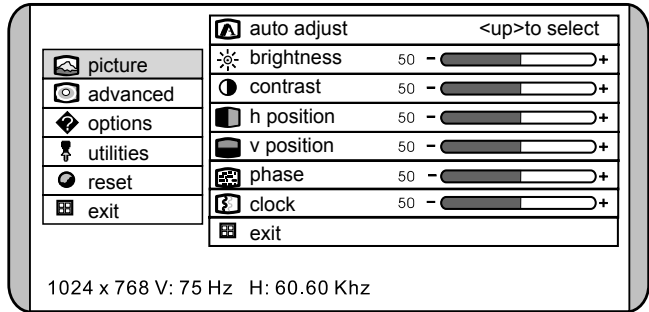 picture
advanced
options
utilities
reset
exit
auto adjust <up>to select
brightness 50 - +
contrast 50 - +
h position 50 - +
v position 50 - +
phase 50 - +
clock 50 - +
exit
1024 x 768 V: 75 Hz H: 60.60 Khz